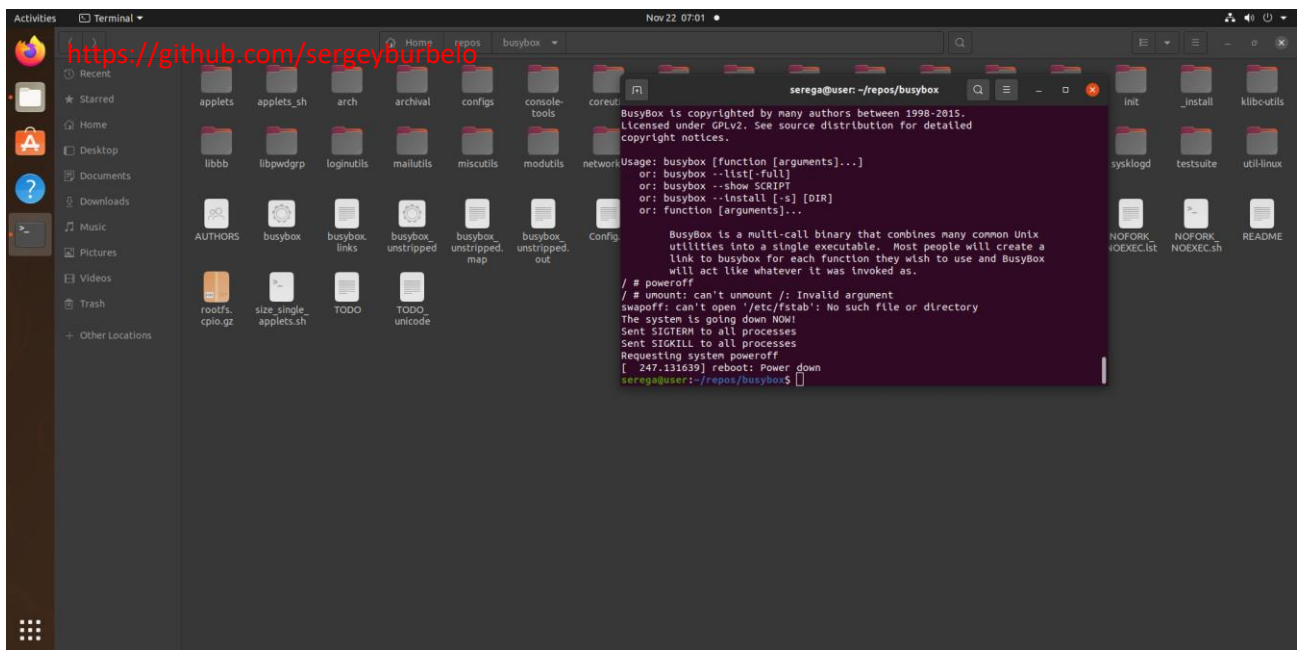 Activities Terminal Nov 22 07:01
https://github.com/sergeyburbelo
Home repos busybox
Recent
Starred
Home
Desktop
Documents
Downloads
Music
Pictures
Videos
Trash
+ Other Locations
applets applets_sh arch archival configs console-tools
init _install klibc-utils
libbb libpwdgrp loginutils mailutils miscutils modutils
sysklogd testsuite util-linux
AUTHORS busybox busybox.links busybox_unstripped busybox_unstripped.map busybox_unstripped.out
NOFORK_NOEXEC.lst NOFORK_NOEXEC.sh README
rootfs.cpio.gz size_single_applets.sh TODO TODO_unicode
serega@user: ~/repos/busybox
BusyBox is copyrighted by many authors between 1998-2015.
Licensed under GPLv2. See source distribution for detailed
copyright notices.
Usage: busybox [function [arguments]...]
or: busybox --list[-full]
or: busybox --show SCRIPT
or: busybox --install [-s] [DIR]
or: function [arguments]...
BusyBox is a multi-call binary that combines many common Unix
utilities into a single executable. Most people will create a
link to busybox for each function they wish to use and BusyBox
will act like whatever it was invoked as.
/ # poweroff
/ # umount: can't unmount /: Invalid argument
swapoff: can't open '/etc/fstab': No such file or directory
The system is going down NOW!
Sent SIGTERM to all processes
Sent SIGKILL to all processes
Requesting system poweroff
[ 247.131639] reboot: Power down
serega@user:~/repos/busybox$